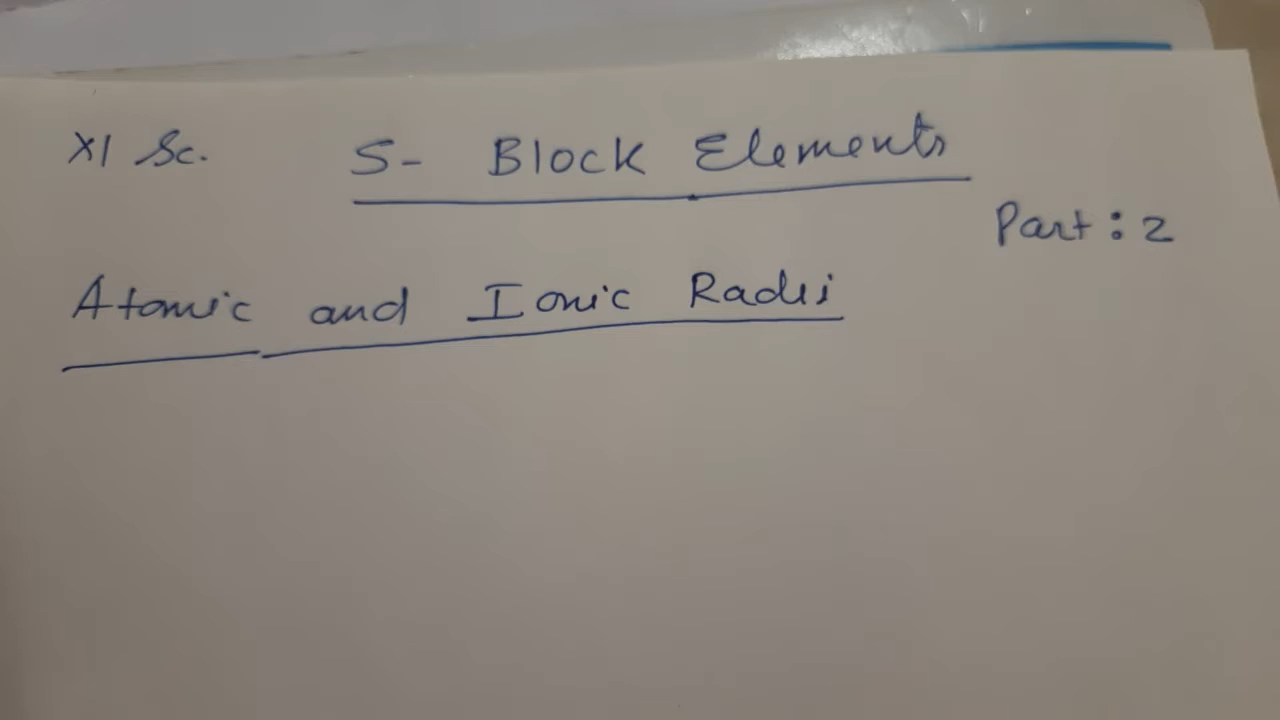 XI Sc. S- Block Elements
Part : 2
Atomic and Ionic Radii